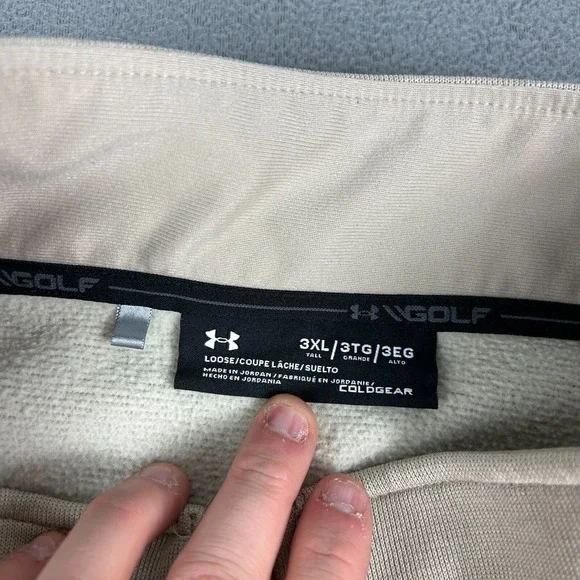 \\GOLF
\\GOLF
3XL/3TG/3EG
TALL GRANDE ALTO
LOOSE/COUPE LÂCHE/SUELTO
MADE IN JORDAN/FABRIQUÉ EN JORDANIE/
HECHO EN JORDANIA
COLDGEAR